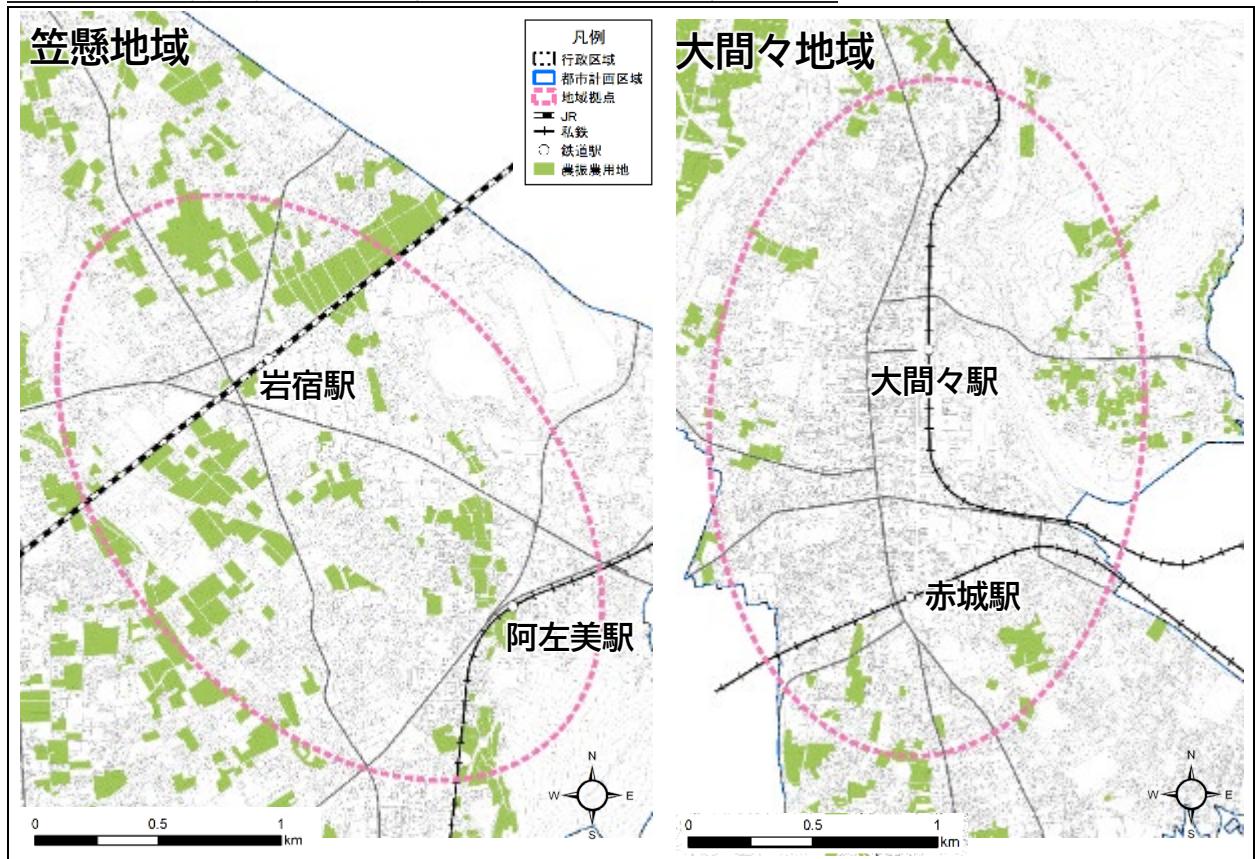 笠懸地域
凡例
行政区域
都市計画区域
地域拠点
JR
私鉄
鉄道駅
農振農用地
岩宿駅
阿左美駅
N
W
E
S
0
0.5
1
km
大間々地域
大間々駅
赤城駅
N
W
E
S
0
0.5
1
km